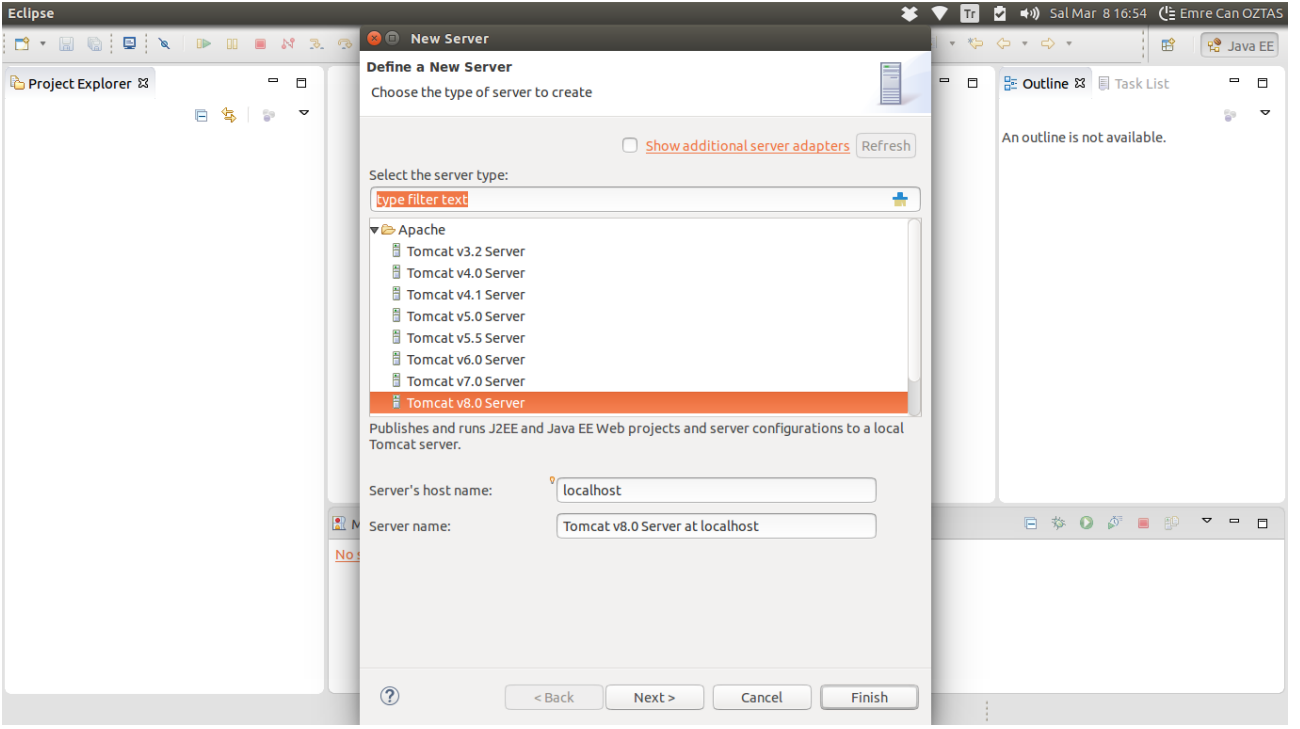 Eclipse
Tr
Sal Mar 8 16:54
Emre Can OZTAS
New Server
Java EE
Define a New Server
Choose the type of server to create
Project Explorer
Outline
Task List
An outline is not available.
Show additional server adapters
Refresh
Select the server type:
type filter text
Apache
Tomcat v3.2 Server
Tomcat v4.0 Server
Tomcat v4.1 Server
Tomcat v5.0 Server
Tomcat v5.5 Server
Tomcat v6.0 Server
Tomcat v7.0 Server
Tomcat v8.0 Server
Publishes and runs J2EE and Java EE Web projects and server configurations to a local
Tomcat server.
Server's host name:
localhost
Server name:
Tomcat v8.0 Server at localhost
No
< Back
Next >
Cancel
Finish